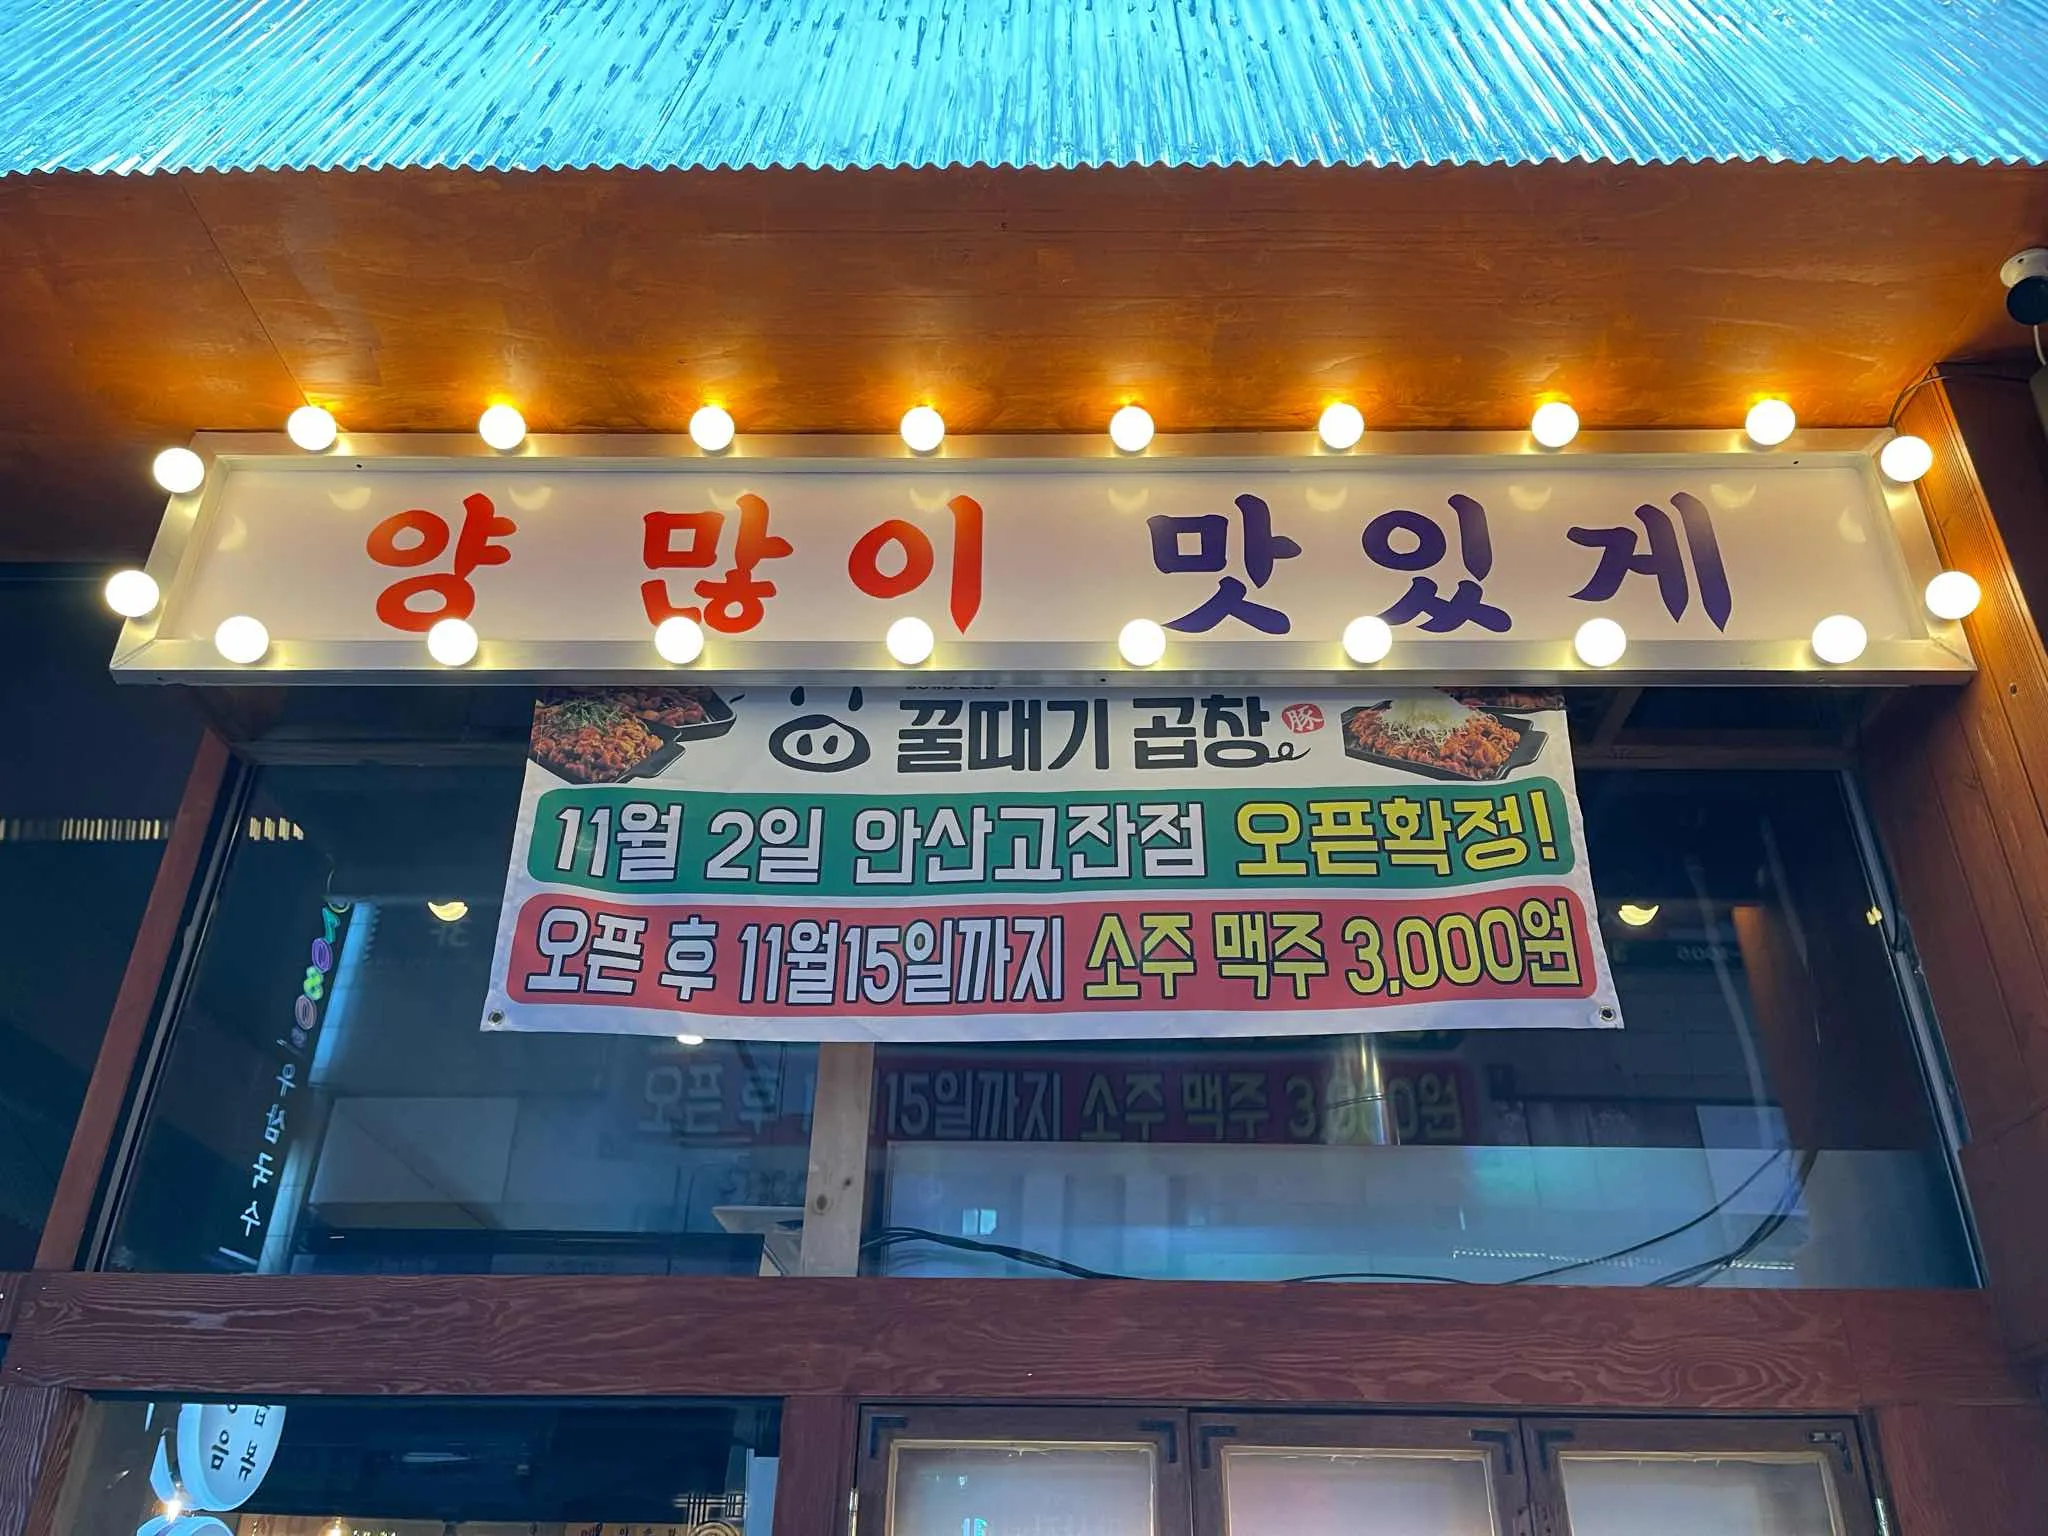 양 많이 맛있게
꿀때기 곱창 豚
11월 2일 안산고잔점 오픈확정!
오픈 후 11월15일까지 소주 맥주 3,000원